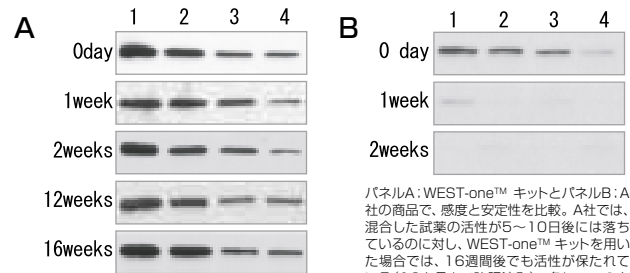 A
1 2 3 4
0day
1week
2weeks
12weeks
16weeks
B
1 2 3 4
0 day
1week
2weeks
パネルA:WEST-one™ キットとパネルB:A
社の商品で、感度と安定性を比較。A社では、
混合した試薬の活性が5〜10日後には落ち
ているのに対し、WEST-one™ キットを用い
た場合では、16週間後でも活性が保たれて